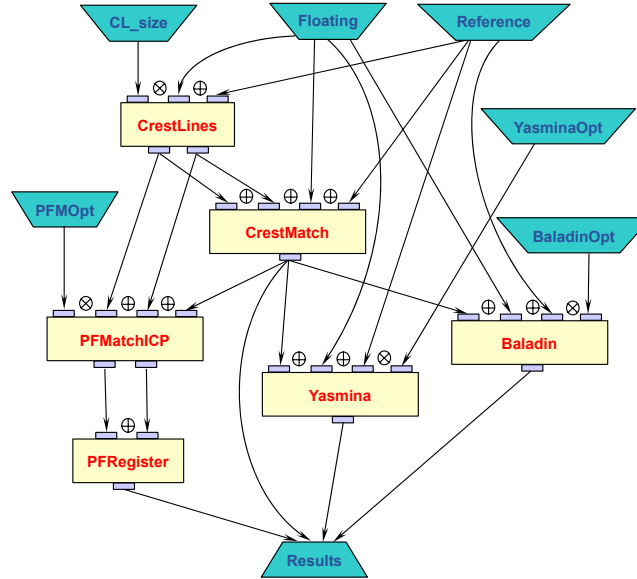 CL_size
Floating
Reference
CrestLines
YasminaOpt
PFMOpt
CrestMatch
BaladinOpt
PFMatchICP
Baladin
Yasmina
PFRegister
Results